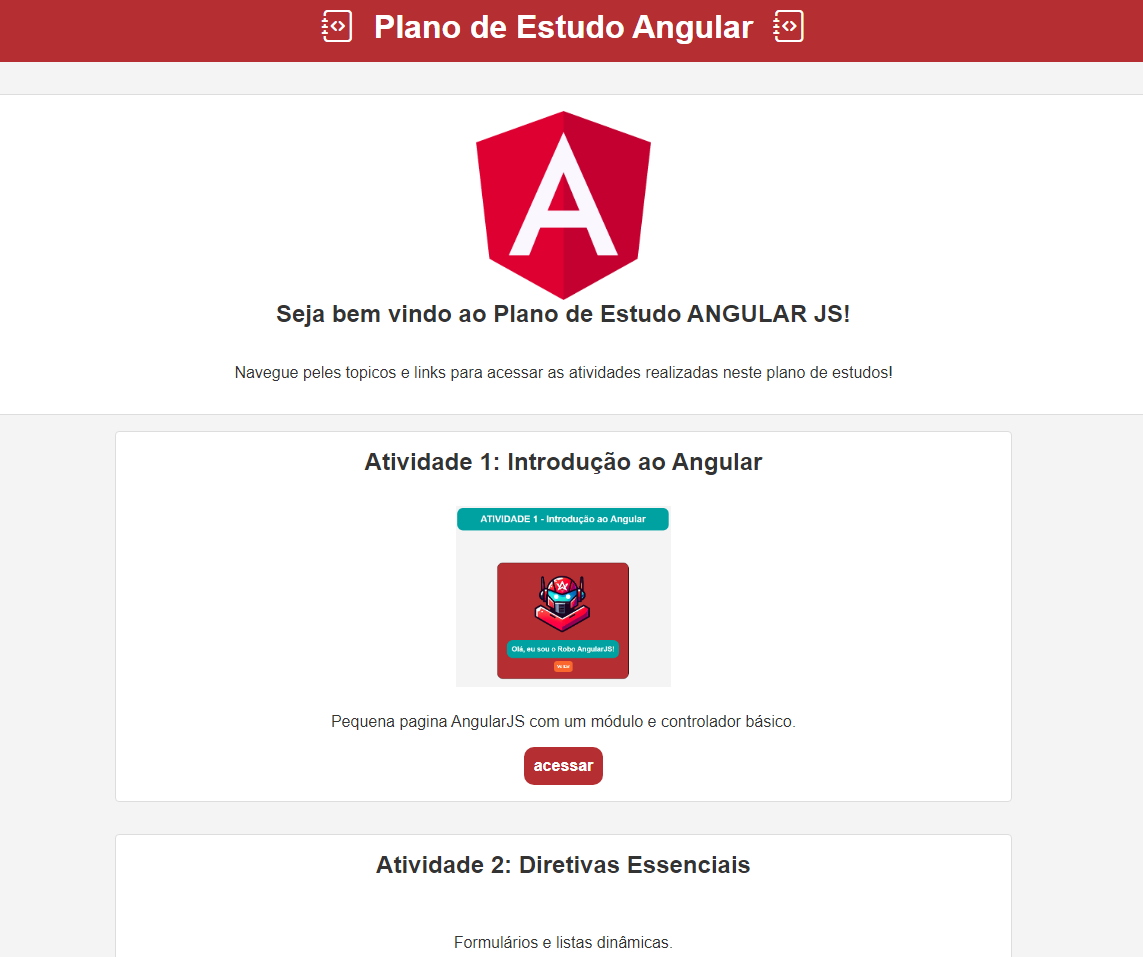 Plano de Estudo Angular
A
Seja bem vindo ao Plano de Estudo ANGULAR JS!
Navegue peles topicos e links para acessar as atividades realizadas neste plano de estudos!
Atividade 1: Introdução ao Angular
ATIVIDADE 1 - Introdução ao Angular
Olá, eu sou o Robo AngularJS!
Pequena pagina AngularJS com um módulo e controlador básico.
acessar
Atividade 2: Diretivas Essenciais
Formulários e listas dinâmicas.